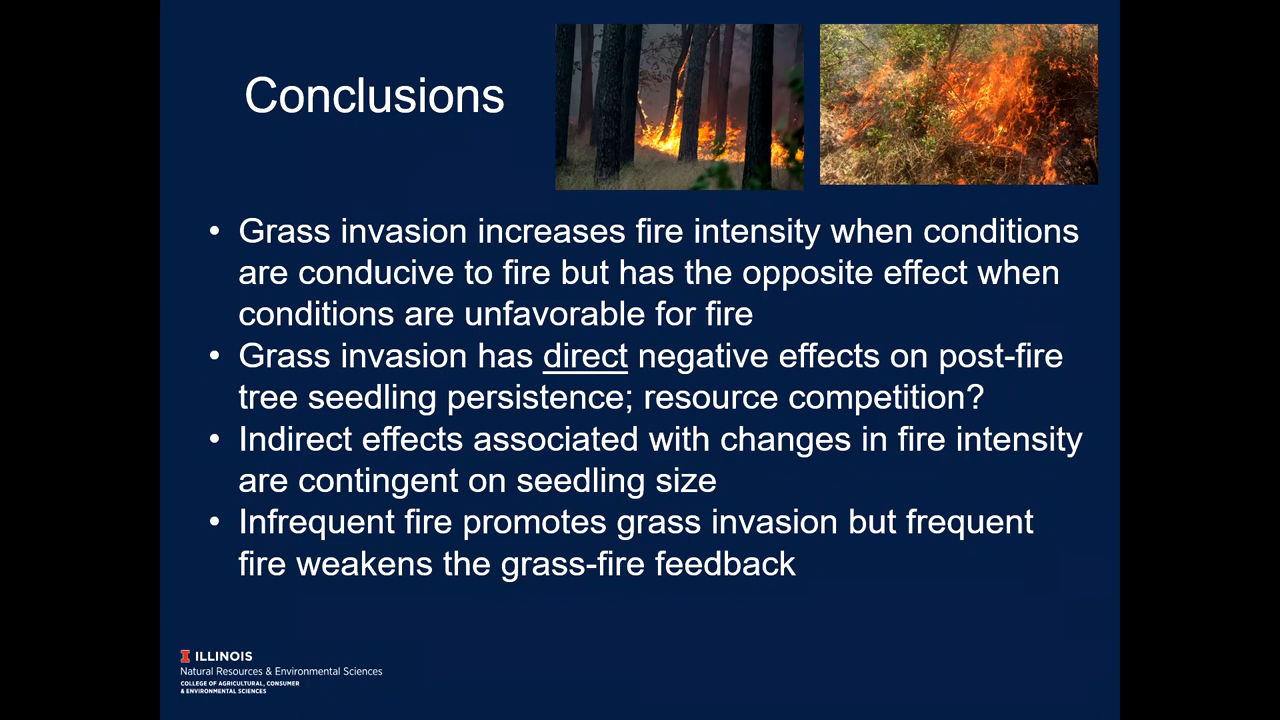 Conclusions
• Grass invasion increases fire intensity when conditions
are conducive to fire but has the opposite effect when
conditions are unfavorable for fire
• Grass invasion has direct negative effects on post-fire
tree seedling persistence; resource competition?
• Indirect effects associated with changes in fire intensity
are contingent on seedling size
• Infrequent fire promotes grass invasion but frequent
fire weakens the grass-fire feedback
I ILLINOIS
Natural Resources & Environmental Sciences
COLLEGE OF AGRICULTURAL, CONSUMER
& ENVIRONMENTAL SCIENCES